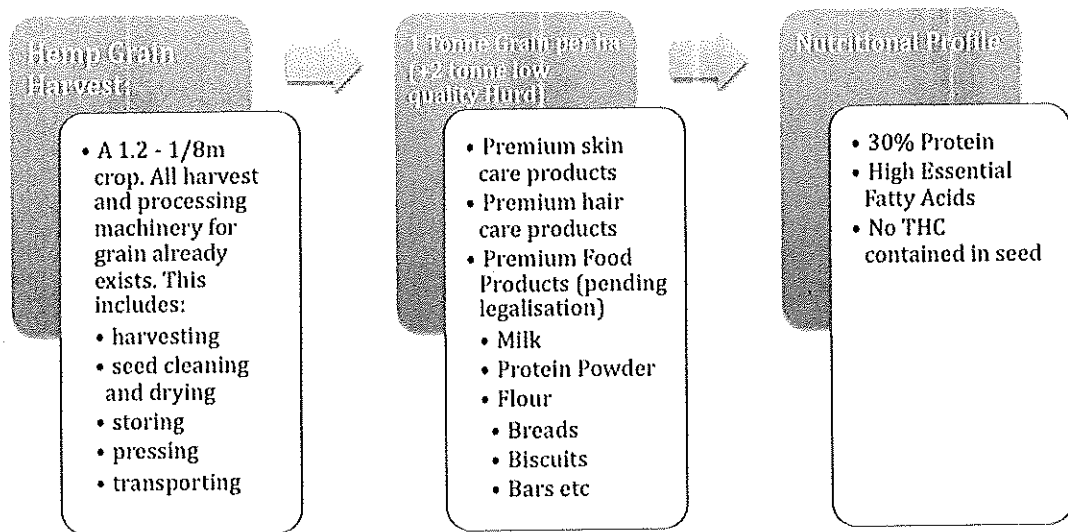 Hemp Grain
Harvest:
• A 1.2 - 1/8m
crop. All harvest
and processing
machinery for
grain already
exists. This
includes:
• harvesting
• seed cleaning
and drying
• storing
• pressing
• transporting
1 Tonne Grain per ha
(+2 tonne low
quality Hurd)
• Premium skin
care products
• Premium hair
care products
• Premium Food
Products (pending
legalisation)
• Milk
• Protein Powder
• Flour
• Breads
• Biscuits
• Bars etc
Nutritional Profile
• 30% Protein
• High Essential
Fatty Acids
• No THC
contained in seed